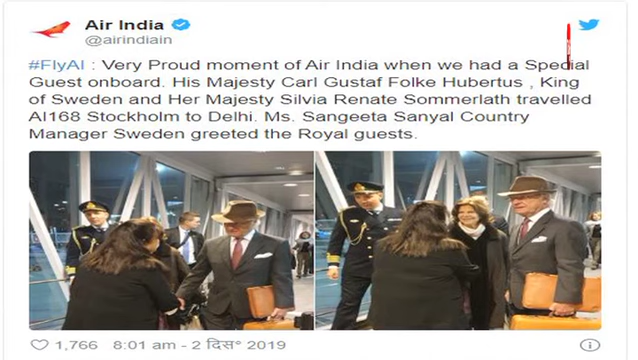 Air India
@airindiain
#FlyAI : Very Proud moment of Air India when we had a Special
Guest onboard. His Majesty Carl Gustaf Folke Hubertus , King
of Sweden and Her Majesty Silvia Renate Sommerlath travelled
AI168 Stockholm to Delhi. Ms. Sangeeta Sanyal Country
Manager Sweden greeted the Royal guests.
1,766 8:01 am - 2 दिस॰ 2019